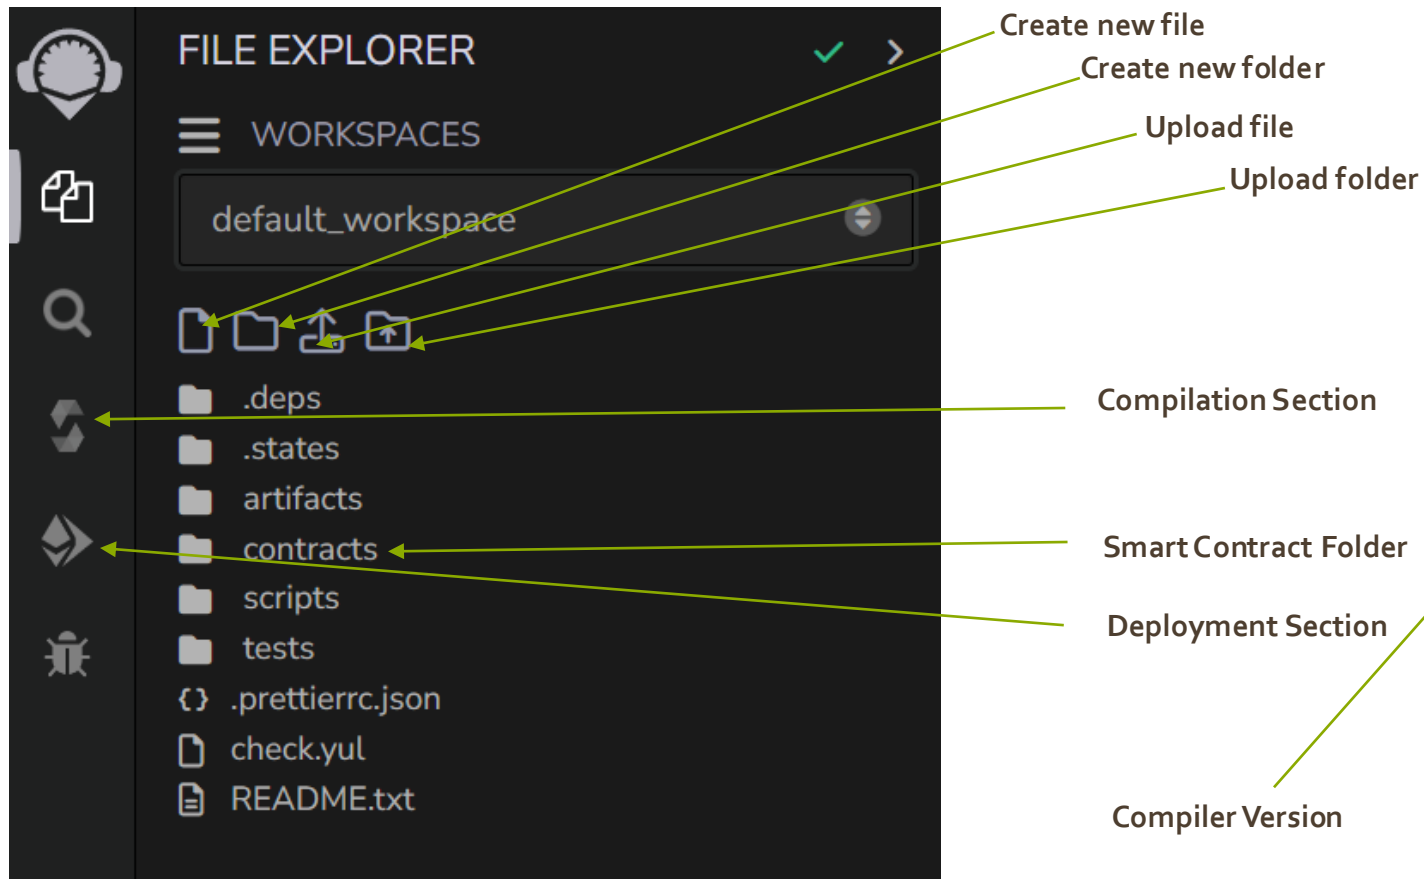 FILE EXPLORER
WORKSPACES
default_workspace
.deps
.states
artifacts
contracts
scripts
tests
.prettierrc.json
check.yul
README.txt
Create new file
Create new folder
Upload file
Upload folder
Compilation Section
Smart Contract Folder
Deployment Section
Compiler Version